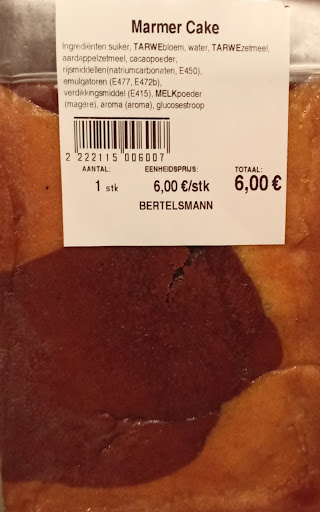 Marmer Cake
Ingrediënten suiker, TARWEbloem, water, TARWEzetmeel,
aardappelzetmeel, cacaopoeder,
rijsmiddellen(natriumcarbonaten, E450),
emulgatoren (E477, E472b),
verdikkingsmiddel (E415), MELKpoeder
(magere), aroma (aroma), glucosestroop
2 222115 006007
AANTAL: EENHEIDSPRIJS: TOTAAL:
1 stk 6,00 €/stk 6,00 €
BERTELSMANN